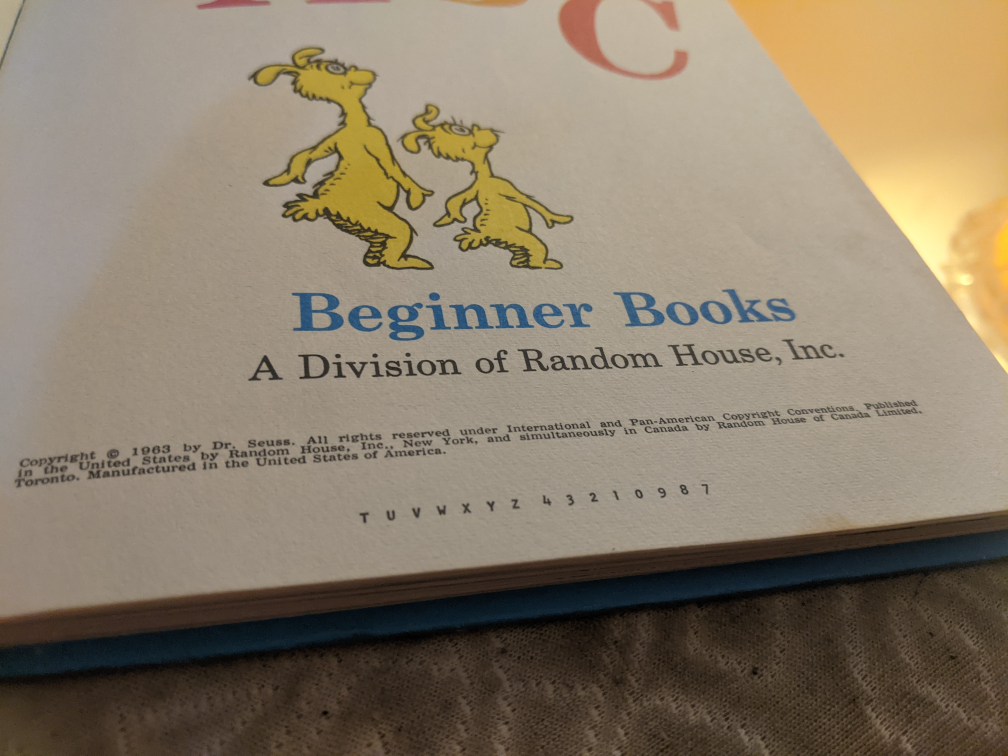 C
Beginner Books
A Division of Random House, Inc.
Copyright © 1963 by Dr. Seuss. All rights reserved under International and Pan-American Copyright Conventions. Published
in the United States by Random House, Inc., New York, and simultaneously in Canada by Random House of Canada Limited,
Toronto. Manufactured in the United States of America.
T U V W X Y Z 4 3 2 1 0 9 8 7